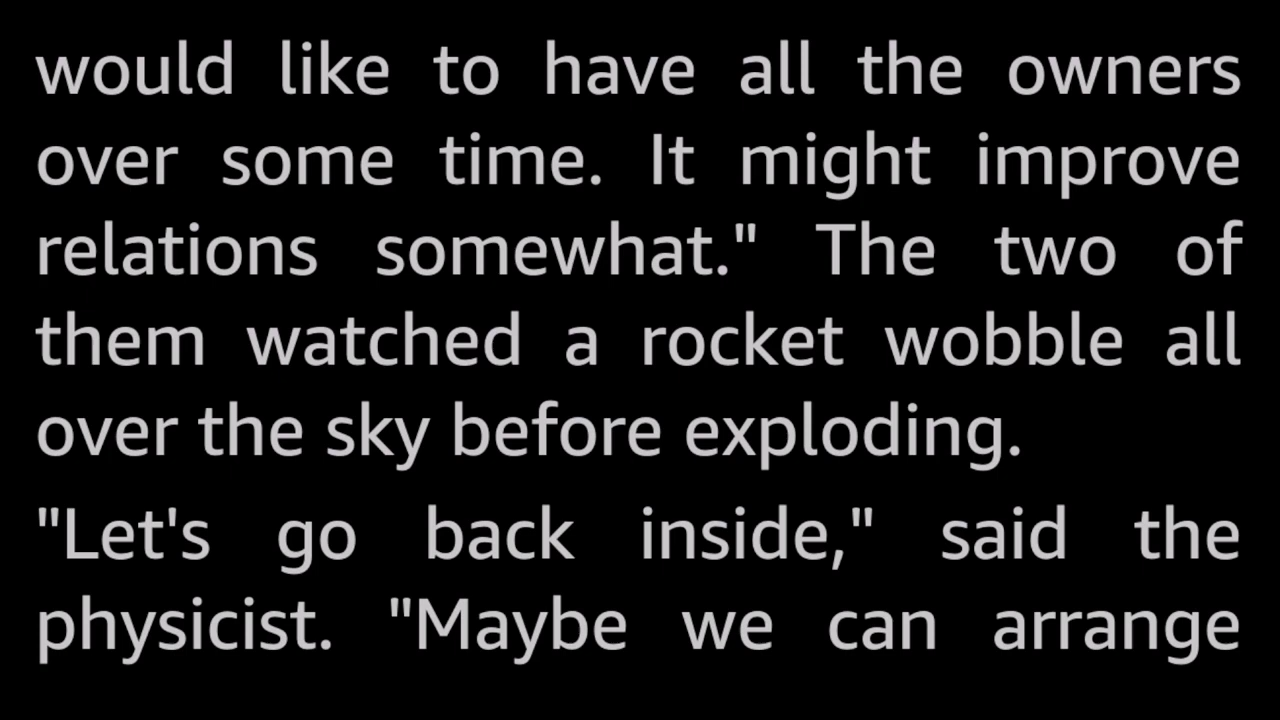 would like to have all the owners
over some time. It might improve
relations somewhat." The two of
them watched a rocket wobble all
over the sky before exploding.
"Let's go back inside," said the
physicist. "Maybe we can arrange